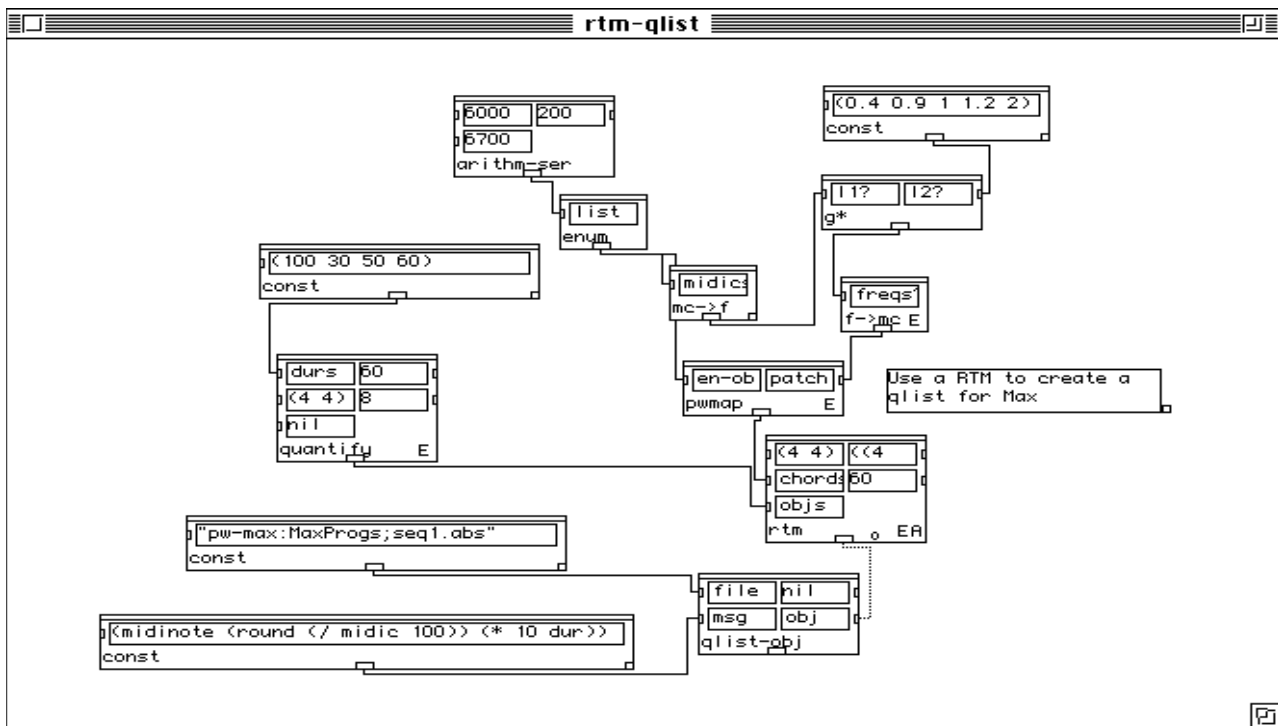 rtm-qlist
(0.4 0.9 1 1.2 2)
const
6000 200
6700
arithm-ser
l1? l2?
g*
list
enum
(100 30 50 60)
const
midics
mc->f
freqs?
f->mc E
durs 60
(4 4) 8
nil
quantify E
en-ob patch
pwmap E
Use a RTM to create a
qlist for Max
(4 4) ((4
chords 60
objs
rtm o EA
"pw-max:MaxProgs;seq1.abs"
const
file nil
msg obj
qlist-obj
(midinote (round (/ midic 100)) (* 10 dur))
const